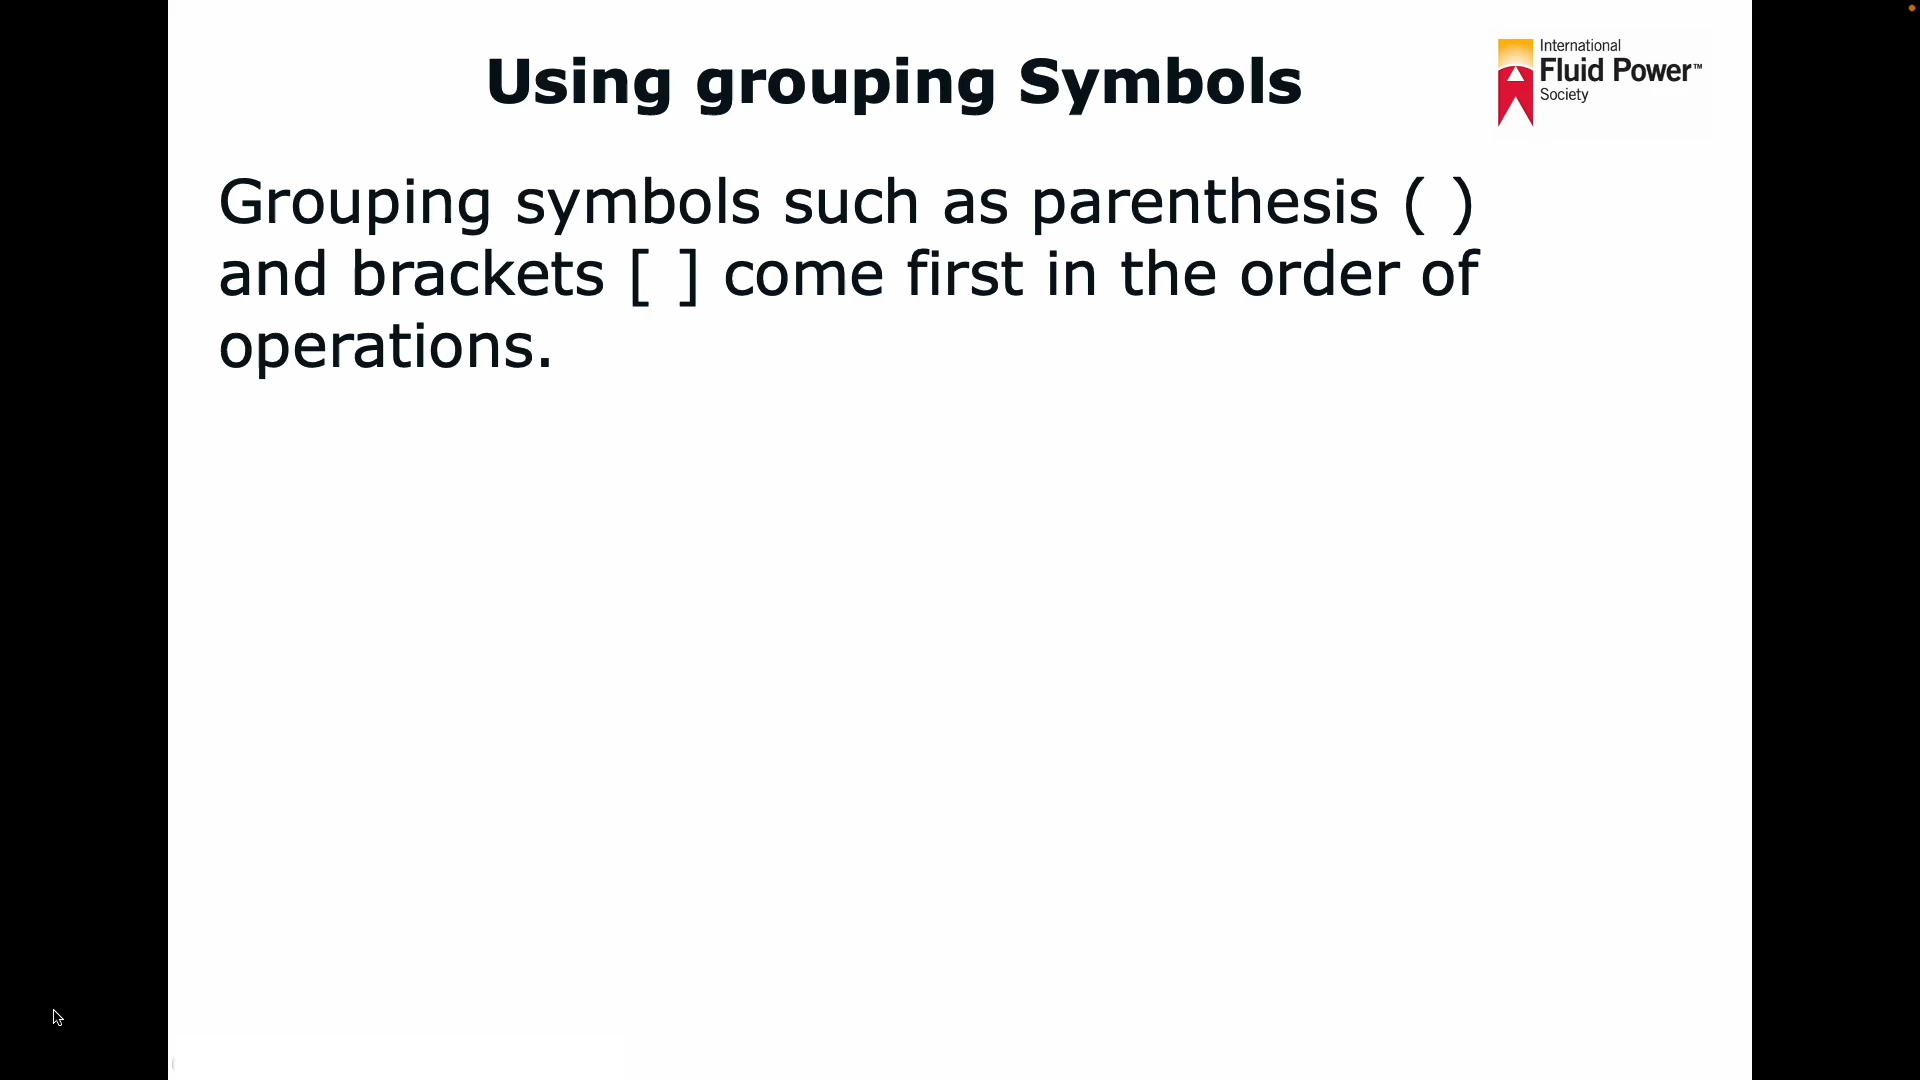 Using grouping Symbols
International
Fluid Power™
Society
Grouping symbols such as parenthesis ( )
and brackets [ ] come first in the order of
operations.